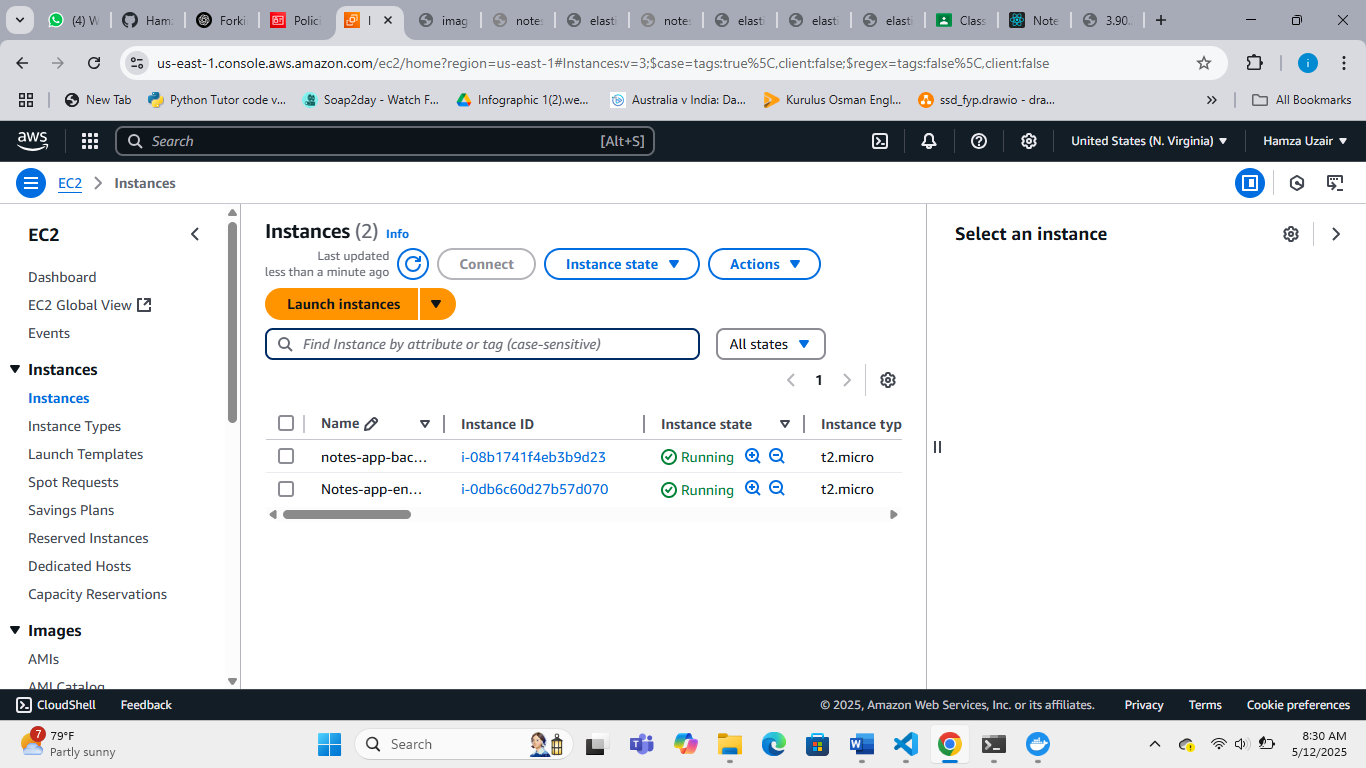 (4) W
Hamz
Forki
Polici
I
imag
note:
elasti
note:
elasti
elasti
elasti
Class
Note
3.90.
us-east-1.console.aws.amazon.com/ec2/home?region=us-east-1#Instances:v=3;$case=tags:true%5C,client:false;$regex=tags:false%5C,client:false
i
New Tab
Python Tutor code v...
Soap2day - Watch F...
Infographic 1(2).we...
Australia v India: Da...
Kurulus Osman Engl...
ssd_fyp.drawio - dra...
All Bookmarks
aws
Search [Alt+S]
United States (N. Virginia)
Hamza Uzair
EC2 Instances
EC2
Dashboard
EC2 Global View
Events
Instances
Instances
Instance Types
Launch Templates
Spot Requests
Savings Plans
Reserved Instances
Dedicated Hosts
Capacity Reservations
Images
AMIs
AMI Catalog
Instances (2) Info
Last updated
less than a minute ago
Connect
Instance state
Actions
Launch instances
Find Instance by attribute or tag (case-sensitive)
All states
1
Name Instance ID Instance state Instance typ
notes-app-bac... i-08b1741f4eb3b9d23 Running t2.micro
Notes-app-en... i-0db6c60d27b57d070 Running t2.micro
Select an instance
CloudShell Feedback © 2025, Amazon Web Services, Inc. or its affiliates. Privacy Terms Cookie preferences
7
79°F
Partly sunny
Search
8:30 AM
5/12/2025